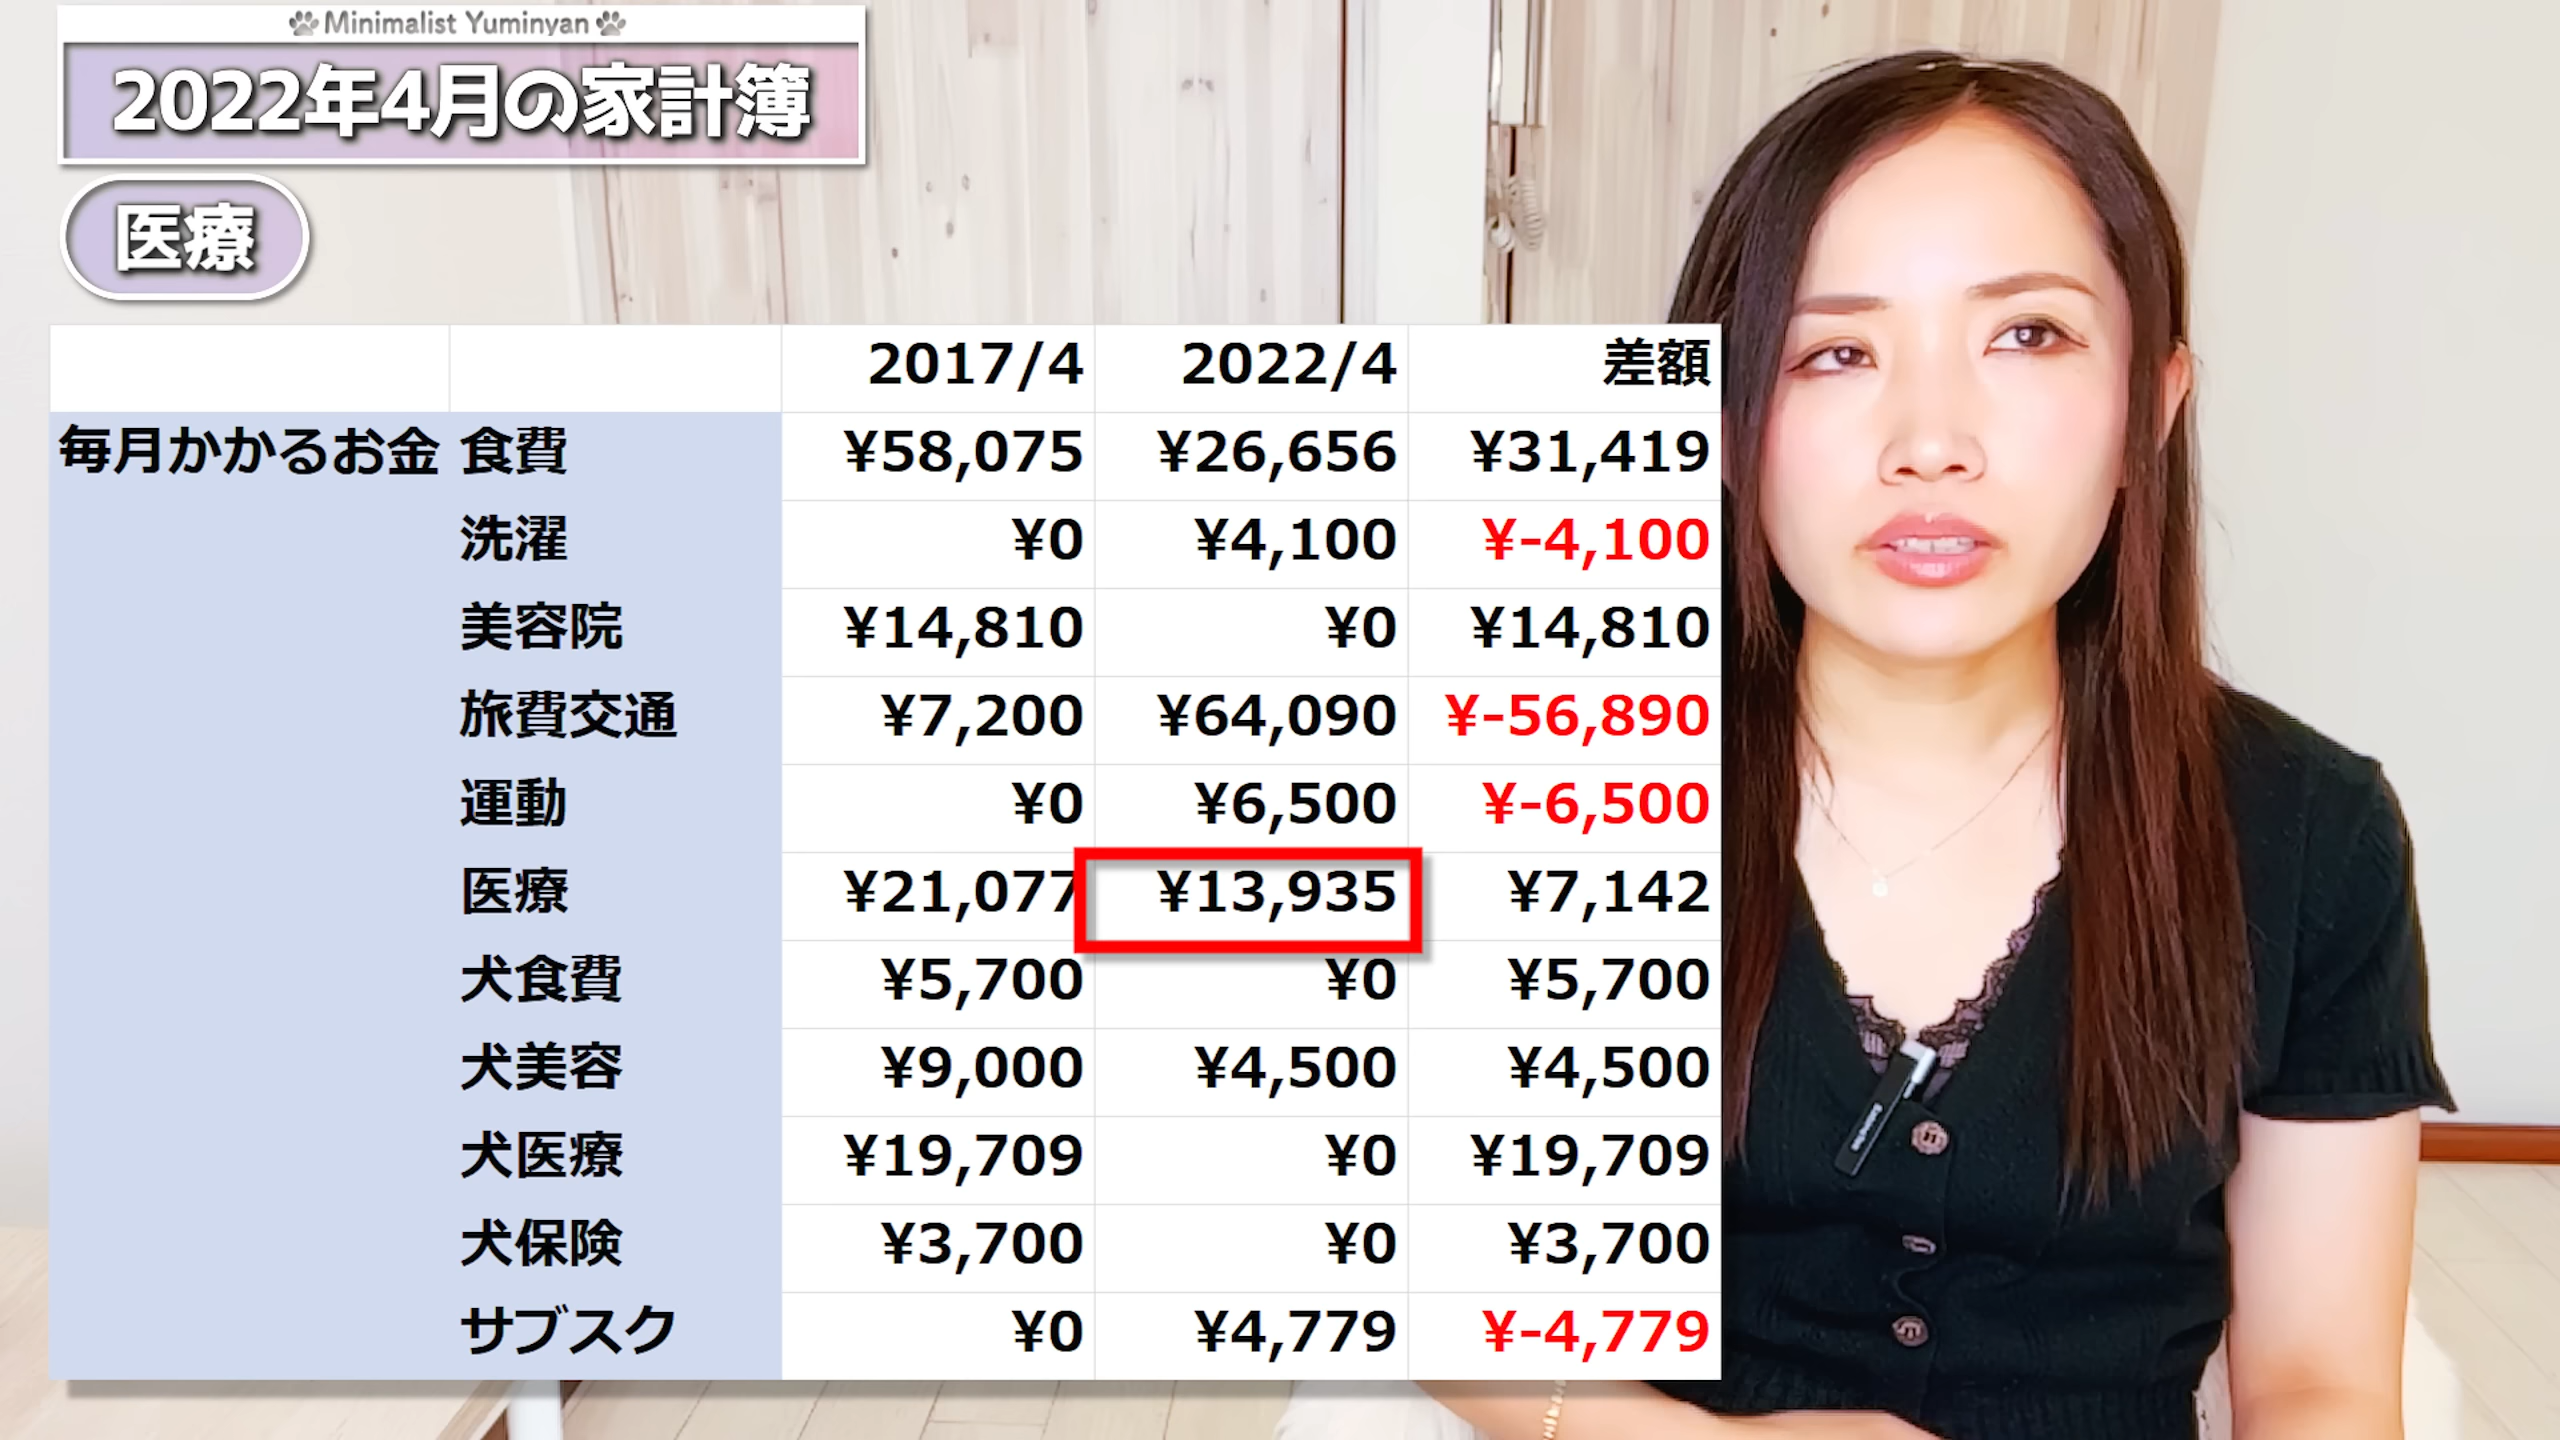 Minimalist Yuminyan
2022年4月の家計簿
医療
2017/4 2022/4 差額
毎月かかるお金 食費 ¥58,075 ¥26,656 ¥31,419
洗濯 ¥0 ¥4,100 ¥-4,100
美容院 ¥14,810 ¥0 ¥14,810
旅費交通 ¥7,200 ¥64,090 ¥-56,890
運動 ¥0 ¥6,500 ¥-6,500
医療 ¥21,077 ¥13,935 ¥7,142
犬食費 ¥5,700 ¥0 ¥5,700
犬美容 ¥9,000 ¥4,500 ¥4,500
犬医療 ¥19,709 ¥0 ¥19,709
犬保険 ¥3,700 ¥0 ¥3,700
サブスク ¥0 ¥4,779 ¥-4,779